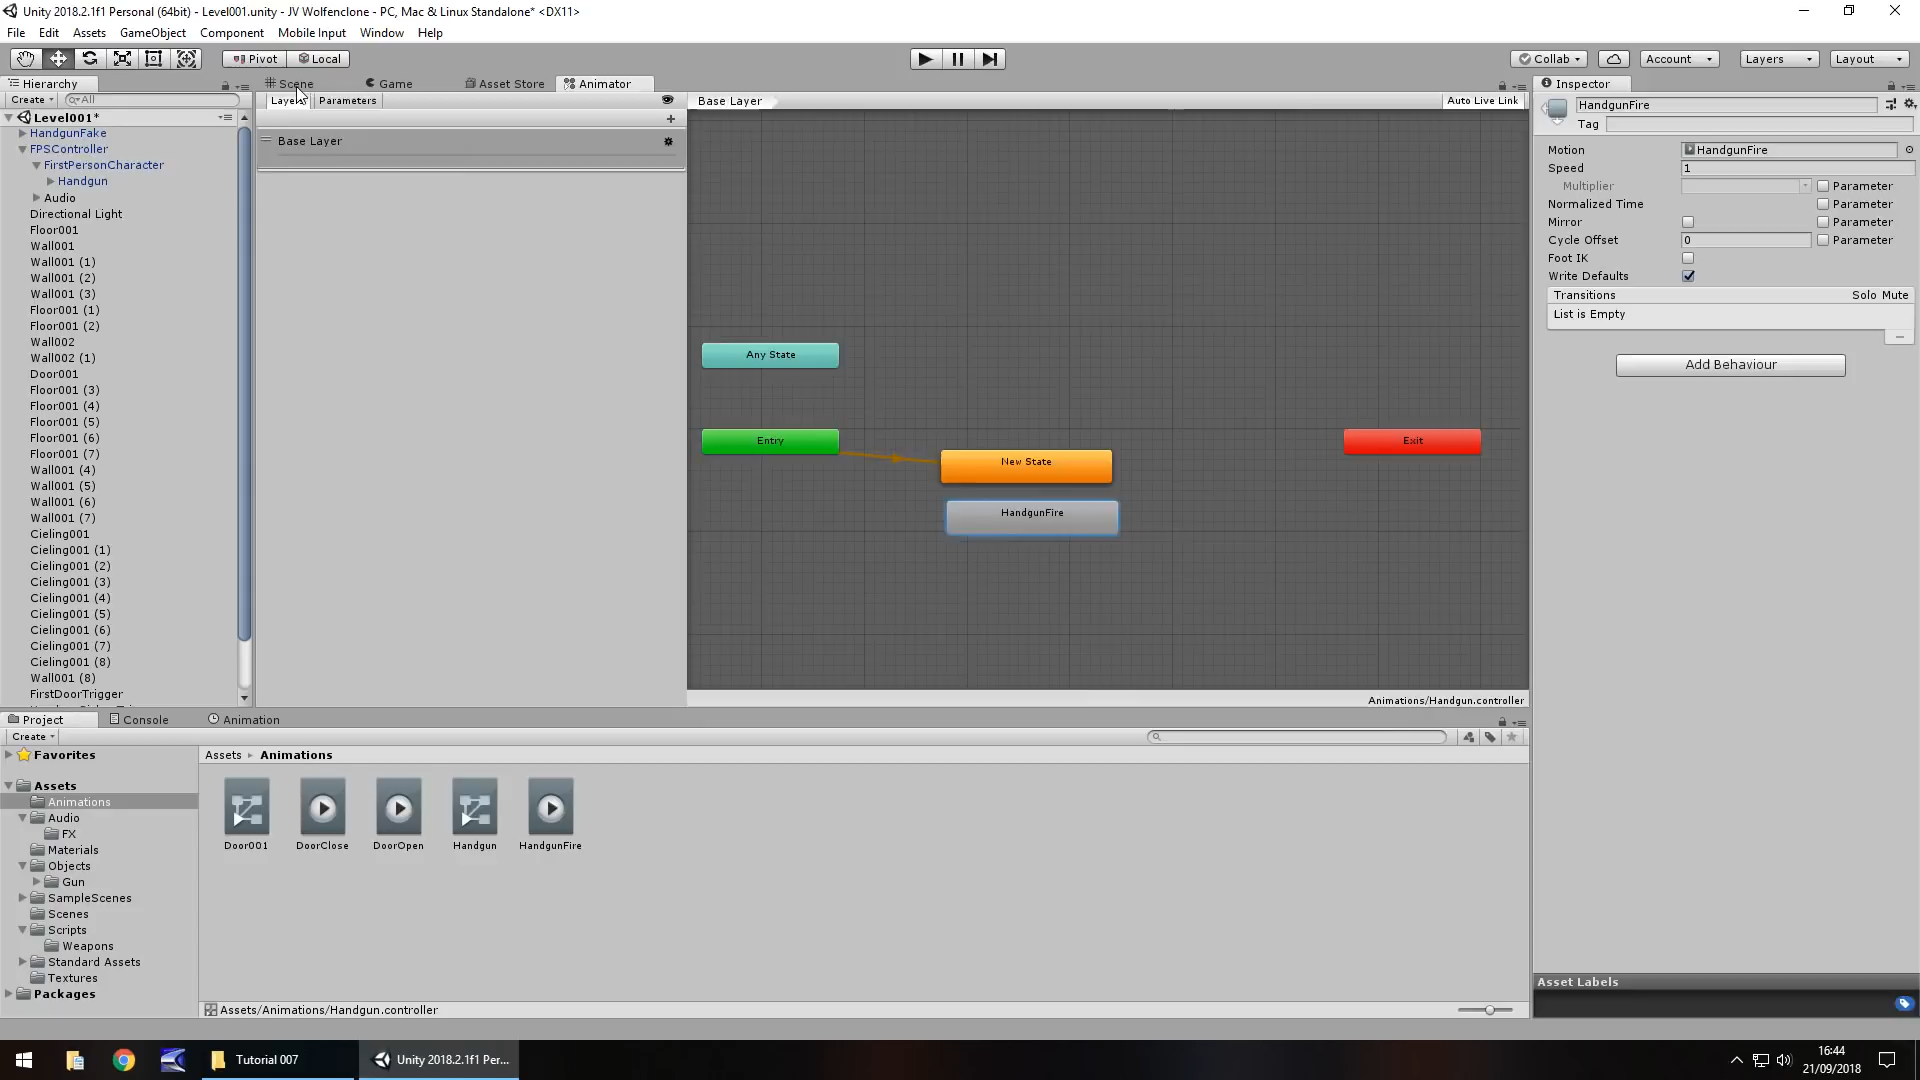 Unity 2018.2.1f1 Personal (64bit) - Level001.unity - JV Wolfenclone - PC, Mac & Linux Standalone* <DX11>
File Edit Assets GameObject Component Mobile Input Window Help
Pivot Local Collab Account Layers Layout
Hierarchy Scene Game Asset Store Animator Inspector
Create All Layers Parameters Base Layer Auto Live Link HandgunFire
Level001*
Tag
HandgunFake
FPSController
FirstPersonCharacter
Handgun
Audio
Directional Light
Floor001
Wall001
Wall001 (1)
Wall001 (2)
Wall001 (3)
Floor001 (1)
Floor001 (2)
Wall002
Wall002 (1)
Door001
Floor001 (3)
Floor001 (4)
Floor001 (5)
Floor001 (6)
Floor001 (7)
Wall001 (4)
Wall001 (5)
Wall001 (6)
Wall001 (7)
Cieling001
Cieling001 (1)
Cieling001 (2)
Cieling001 (3)
Cieling001 (4)
Cieling001 (5)
Cieling001 (6)
Cieling001 (7)
Cieling001 (8)
Wall001 (8)
FirstDoorTrigger
Base Layer
Any State
Entry
New State
HandgunFire
Exit
Animations/Handgun.controller
Motion HandgunFire
Speed 1
Multiplier Parameter
Normalized Time Parameter
Mirror Parameter
Cycle Offset 0 Parameter
Foot IK
Write Defaults
Transitions Solo Mute
List is Empty
Add Behaviour
Asset Labels
Project Console Animation
Create
Favorites
Assets
Animations
Audio
FX
Materials
Objects
Gun
SampleScenes
Scenes
Scripts
Weapons
Standard Assets
Textures
Packages
Assets Animations
Door001 DoorClose DoorOpen Handgun HandgunFire
Assets/Animations/Handgun.controller
Tutorial 007
Unity 2018.2.1f1 Per...
16:44
21/09/2018